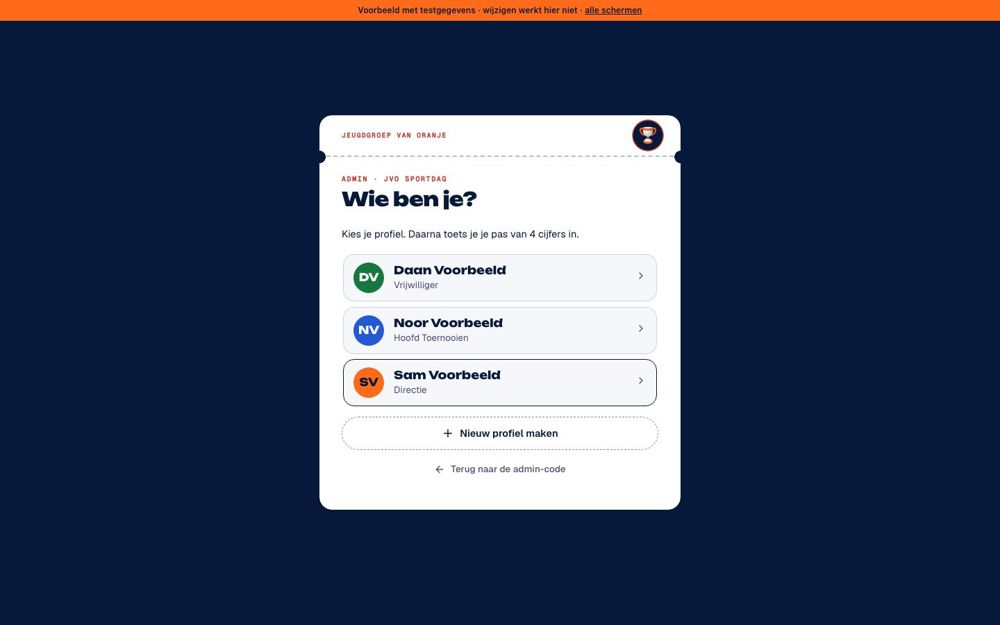 Voorbeeld met testgegevens · wijzigen werkt hier niet · alle schermen
JEUGDGROEP VAN ORANJE
ADMIN · JVO SPORTDAG
Wie ben je?
Kies je profiel. Daarna toets je je pas van 4 cijfers in.
DV
Daan Voorbeeld
Vrijwilliger
NV
Noor Voorbeeld
Hoofd Toernooien
SV
Sam Voorbeeld
Directie
Nieuw profiel maken
Terug naar de admin-code